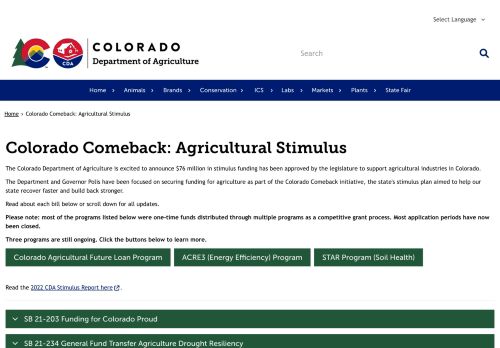 Select Language
COLORADO
Department of Agriculture
CDA
Search
Home Animals Brands Conservation ICS Labs Markets Plants State Fair
Home › Colorado Comeback: Agricultural Stimulus
Colorado Comeback: Agricultural Stimulus
The Colorado Department of Agriculture is excited to announce $76 million in stimulus funding has been approved by the legislature to support agricultural industries in Colorado.
The Department and Governor Polis have been focused on securing funding for agriculture as part of the Colorado Comeback initiative, the state's stimulus plan aimed to help our
state recover faster and build back stronger.
Read about each bill below or scroll down for all updates.
Please note: most of the programs listed below were one-time funds distributed through multiple programs as a competitive grant process. Most application periods have now
been closed.
Three programs are still ongoing. Click the buttons below to learn more.
Colorado Agricultural Future Loan Program ACRE3 (Energy Efficiency) Program STAR Program (Soil Health)
Read the 2022 CDA Stimulus Report here.
SB 21-203 Funding for Colorado Proud
SB 21-234 General Fund Transfer Agriculture Drought Resiliency